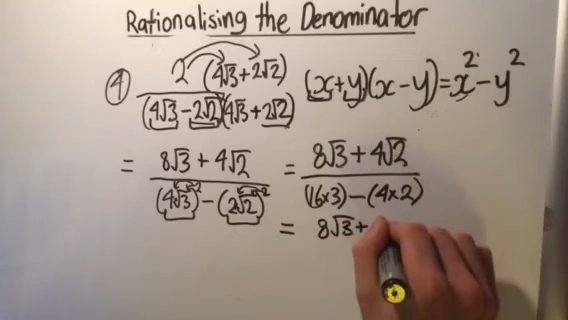 Rationalising the Denominator
④ 2 (4√3+2√2)
(4√3-2√2)(4√3+2√2)
(x+y)(x-y)=x²-y²
= 8√3+4√2
(4√3)²-(2√2)²
= 8√3+4√2
(16×3)-(4×2)
= 8√3+